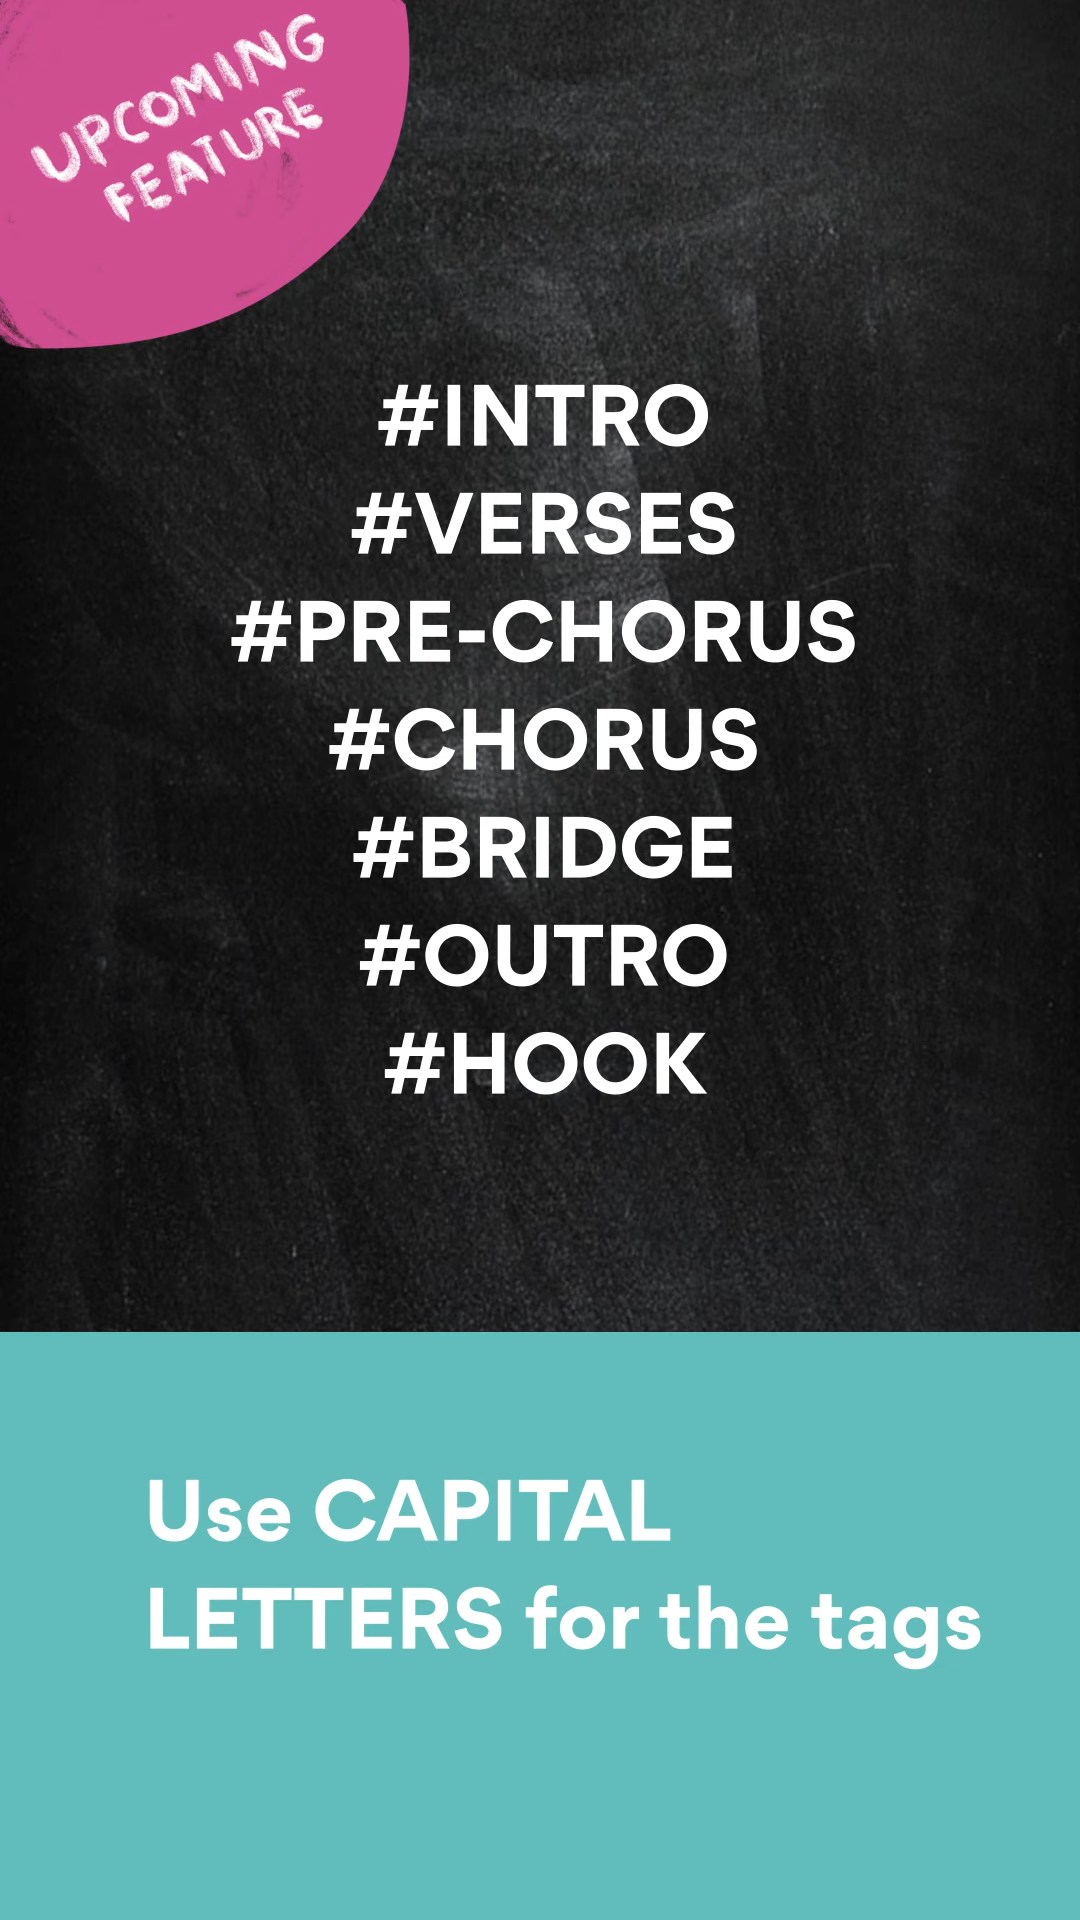 UPCOMING
FEATURE
#INTRO
#VERSES
#PRE-CHORUS
#CHORUS
#BRIDGE
#OUTRO
#HOOK
Use CAPITAL
LETTERS for the tags